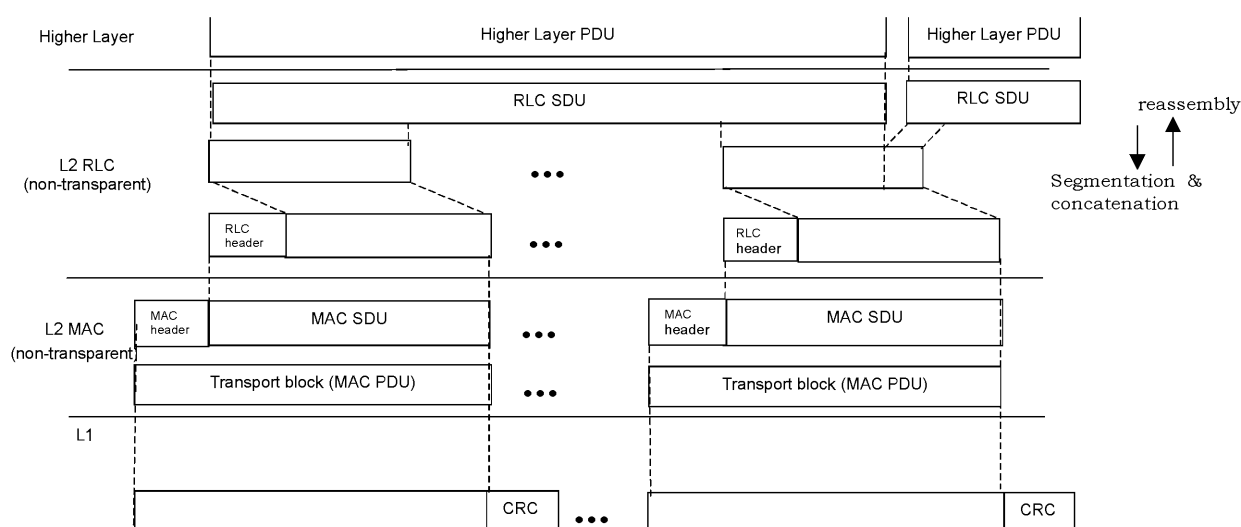 Higher Layer
Higher Layer PDU
Higher Layer PDU
RLC SDU
RLC SDU
reassembly
L2 RLC
(non-transparent)
Segmentation &
concatenation
RLC
header
RLC
header
L2 MAC
(non-transparent)
MAC
header
MAC SDU
MAC
header
MAC SDU
Transport block (MAC PDU)
Transport block (MAC PDU)
L1
CRC
CRC